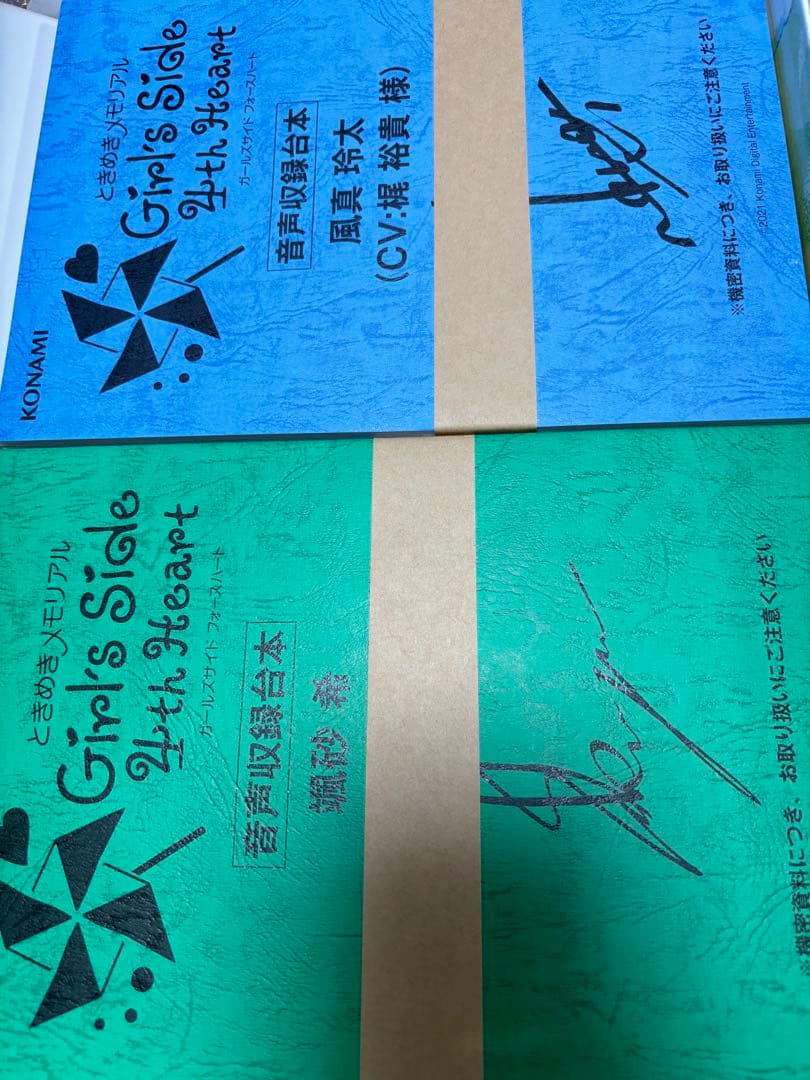 KONAMI
ときめきメモリアル
Girl's Side
4th Heart
ガールズサイド フォースハート
音声収録台本
風真 玲太
(CV:梶 裕貴 様)
※機密資料につき、お取り扱いにご注意ください
©2021 Konami Digital Entertainment
ときめきメモリアル
Girl's Side
4th Heart
ガールズサイド フォースハート
音声収録台本
颯砂 希
※機密資料につき、お取り扱いにご注意ください